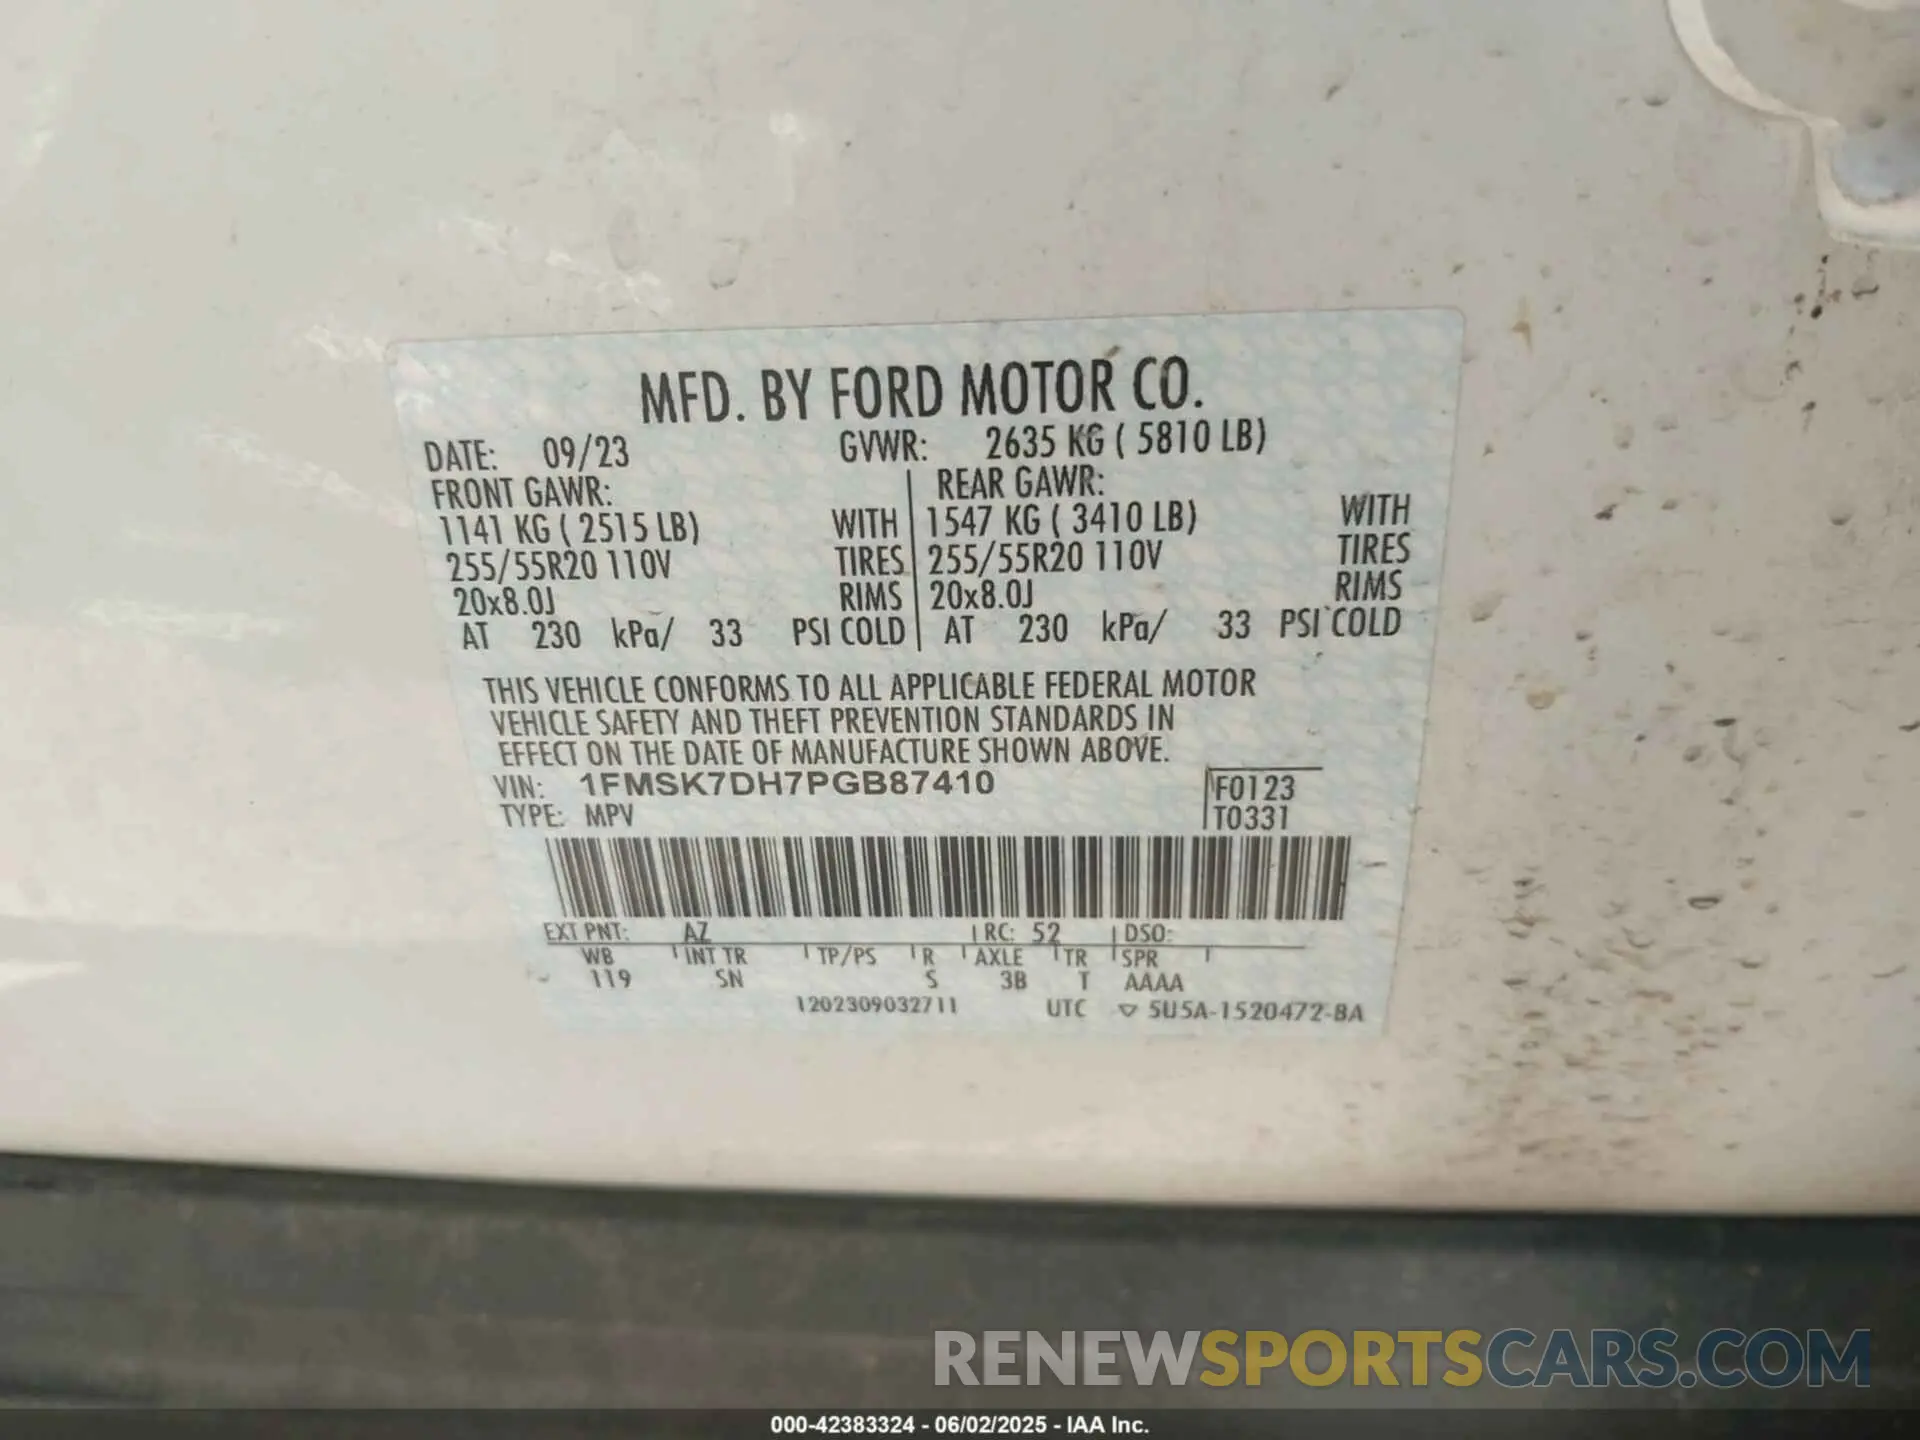 MFD. BY FORD MOTOR CO.
DATE: 09/23 GVWR: 2635 KG ( 5810 LB)
FRONT GAWR: REAR GAWR:
1141 KG ( 2515 LB) WITH 1547 KG ( 3410 LB) WITH
255/55R20 110V TIRES 255/55R20 110V TIRES
20x8.0J RIMS 20x8.0J RIMS
AT 230 kPa/ 33 PSI COLD AT 230 kPa/ 33 PSI COLD
THIS VEHICLE CONFORMS TO ALL APPLICABLE FEDERAL MOTOR
VEHICLE SAFETY AND THEFT PREVENTION STANDARDS IN
EFFECT ON THE DATE OF MANUFACTURE SHOWN ABOVE.
VIN: 1FMSK7DH7PGB87410 F0123
TYPE: MPV T0331
EXT PNT: AZ RC: 52 DSO:
WB INT TR TP/PS R AXLE TR SPR
119 SN S 3B T AAAA
1202309032711 UTC ▽ 5U5A-1520472-BA
RENEWSPORTSCARS.COM
000-42383324 - 06/02/2025 - IAA Inc.